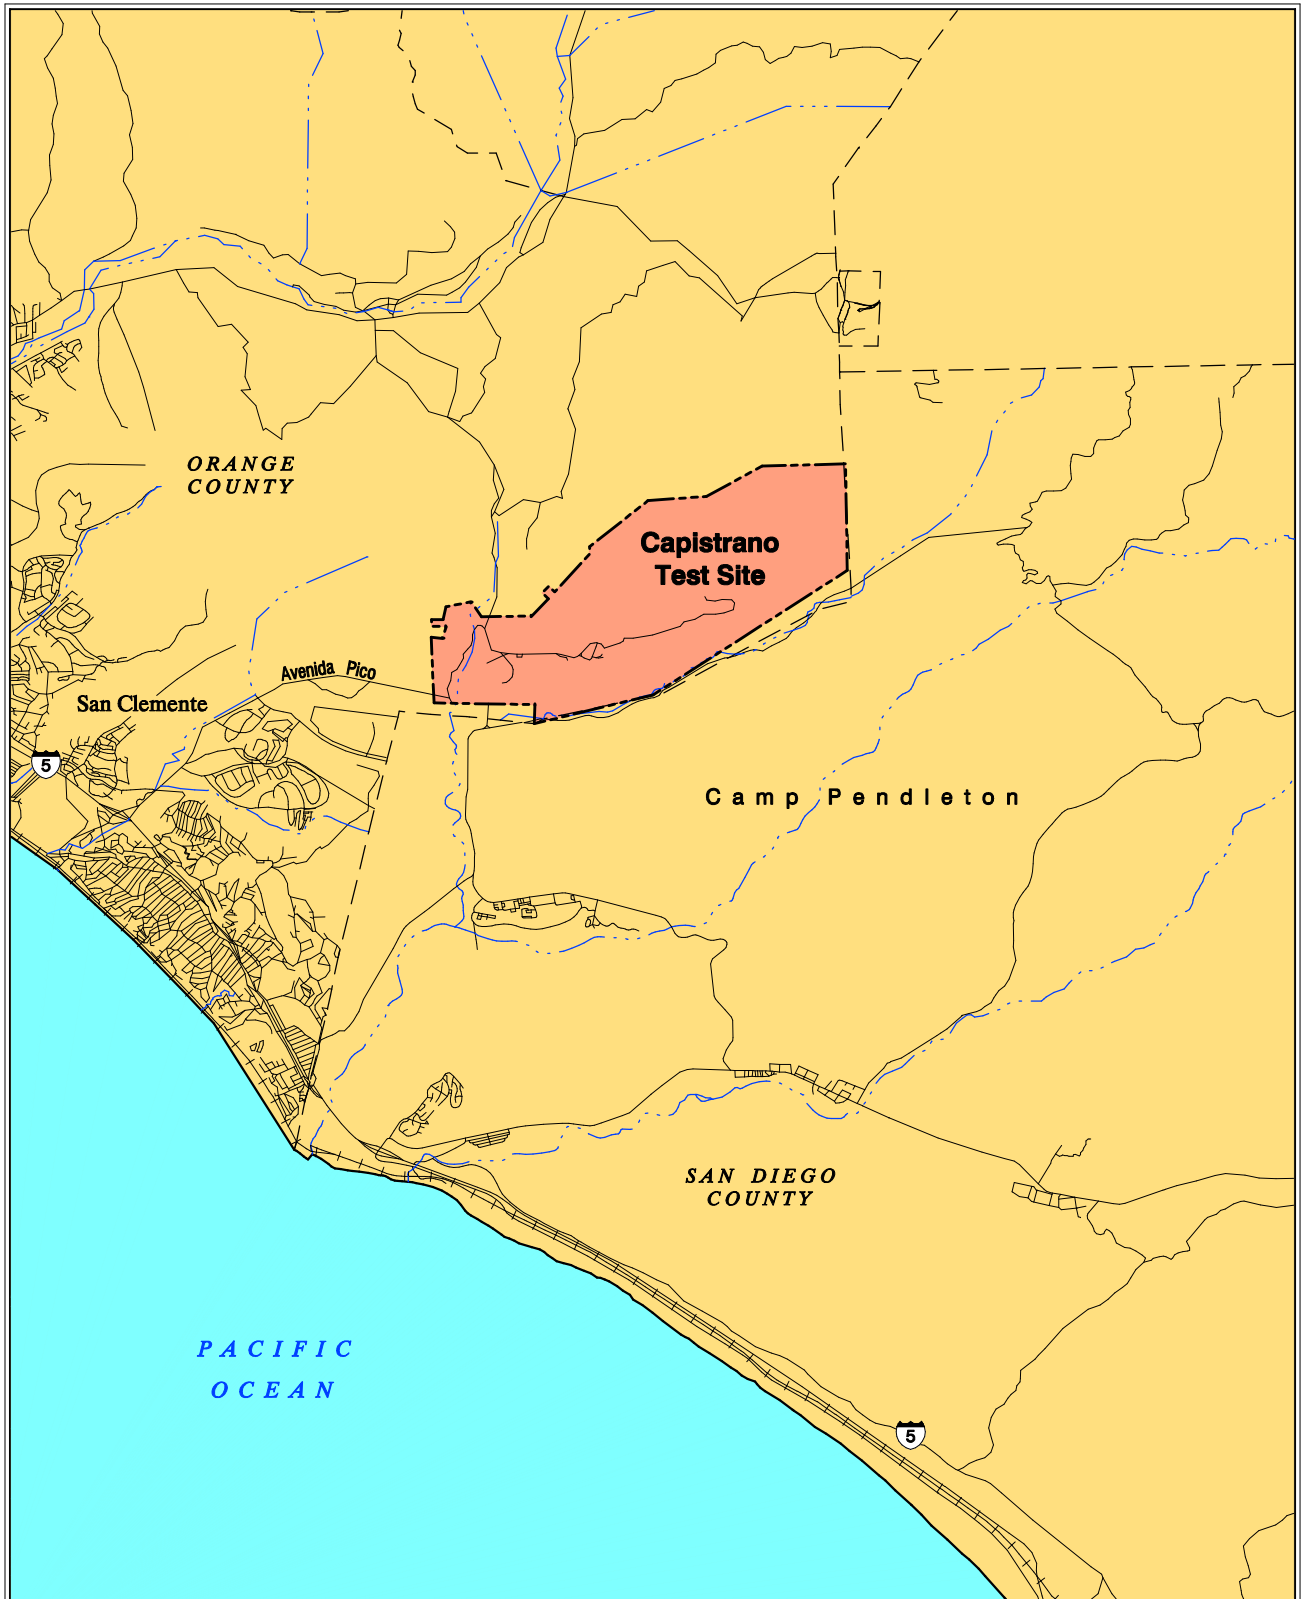 ORANGE
COUNTY
Capistrano
Test Site
Avenida Pico
San Clemente
5
Camp Pendleton
SAN DIEGO
COUNTY
PACIFIC
OCEAN
5